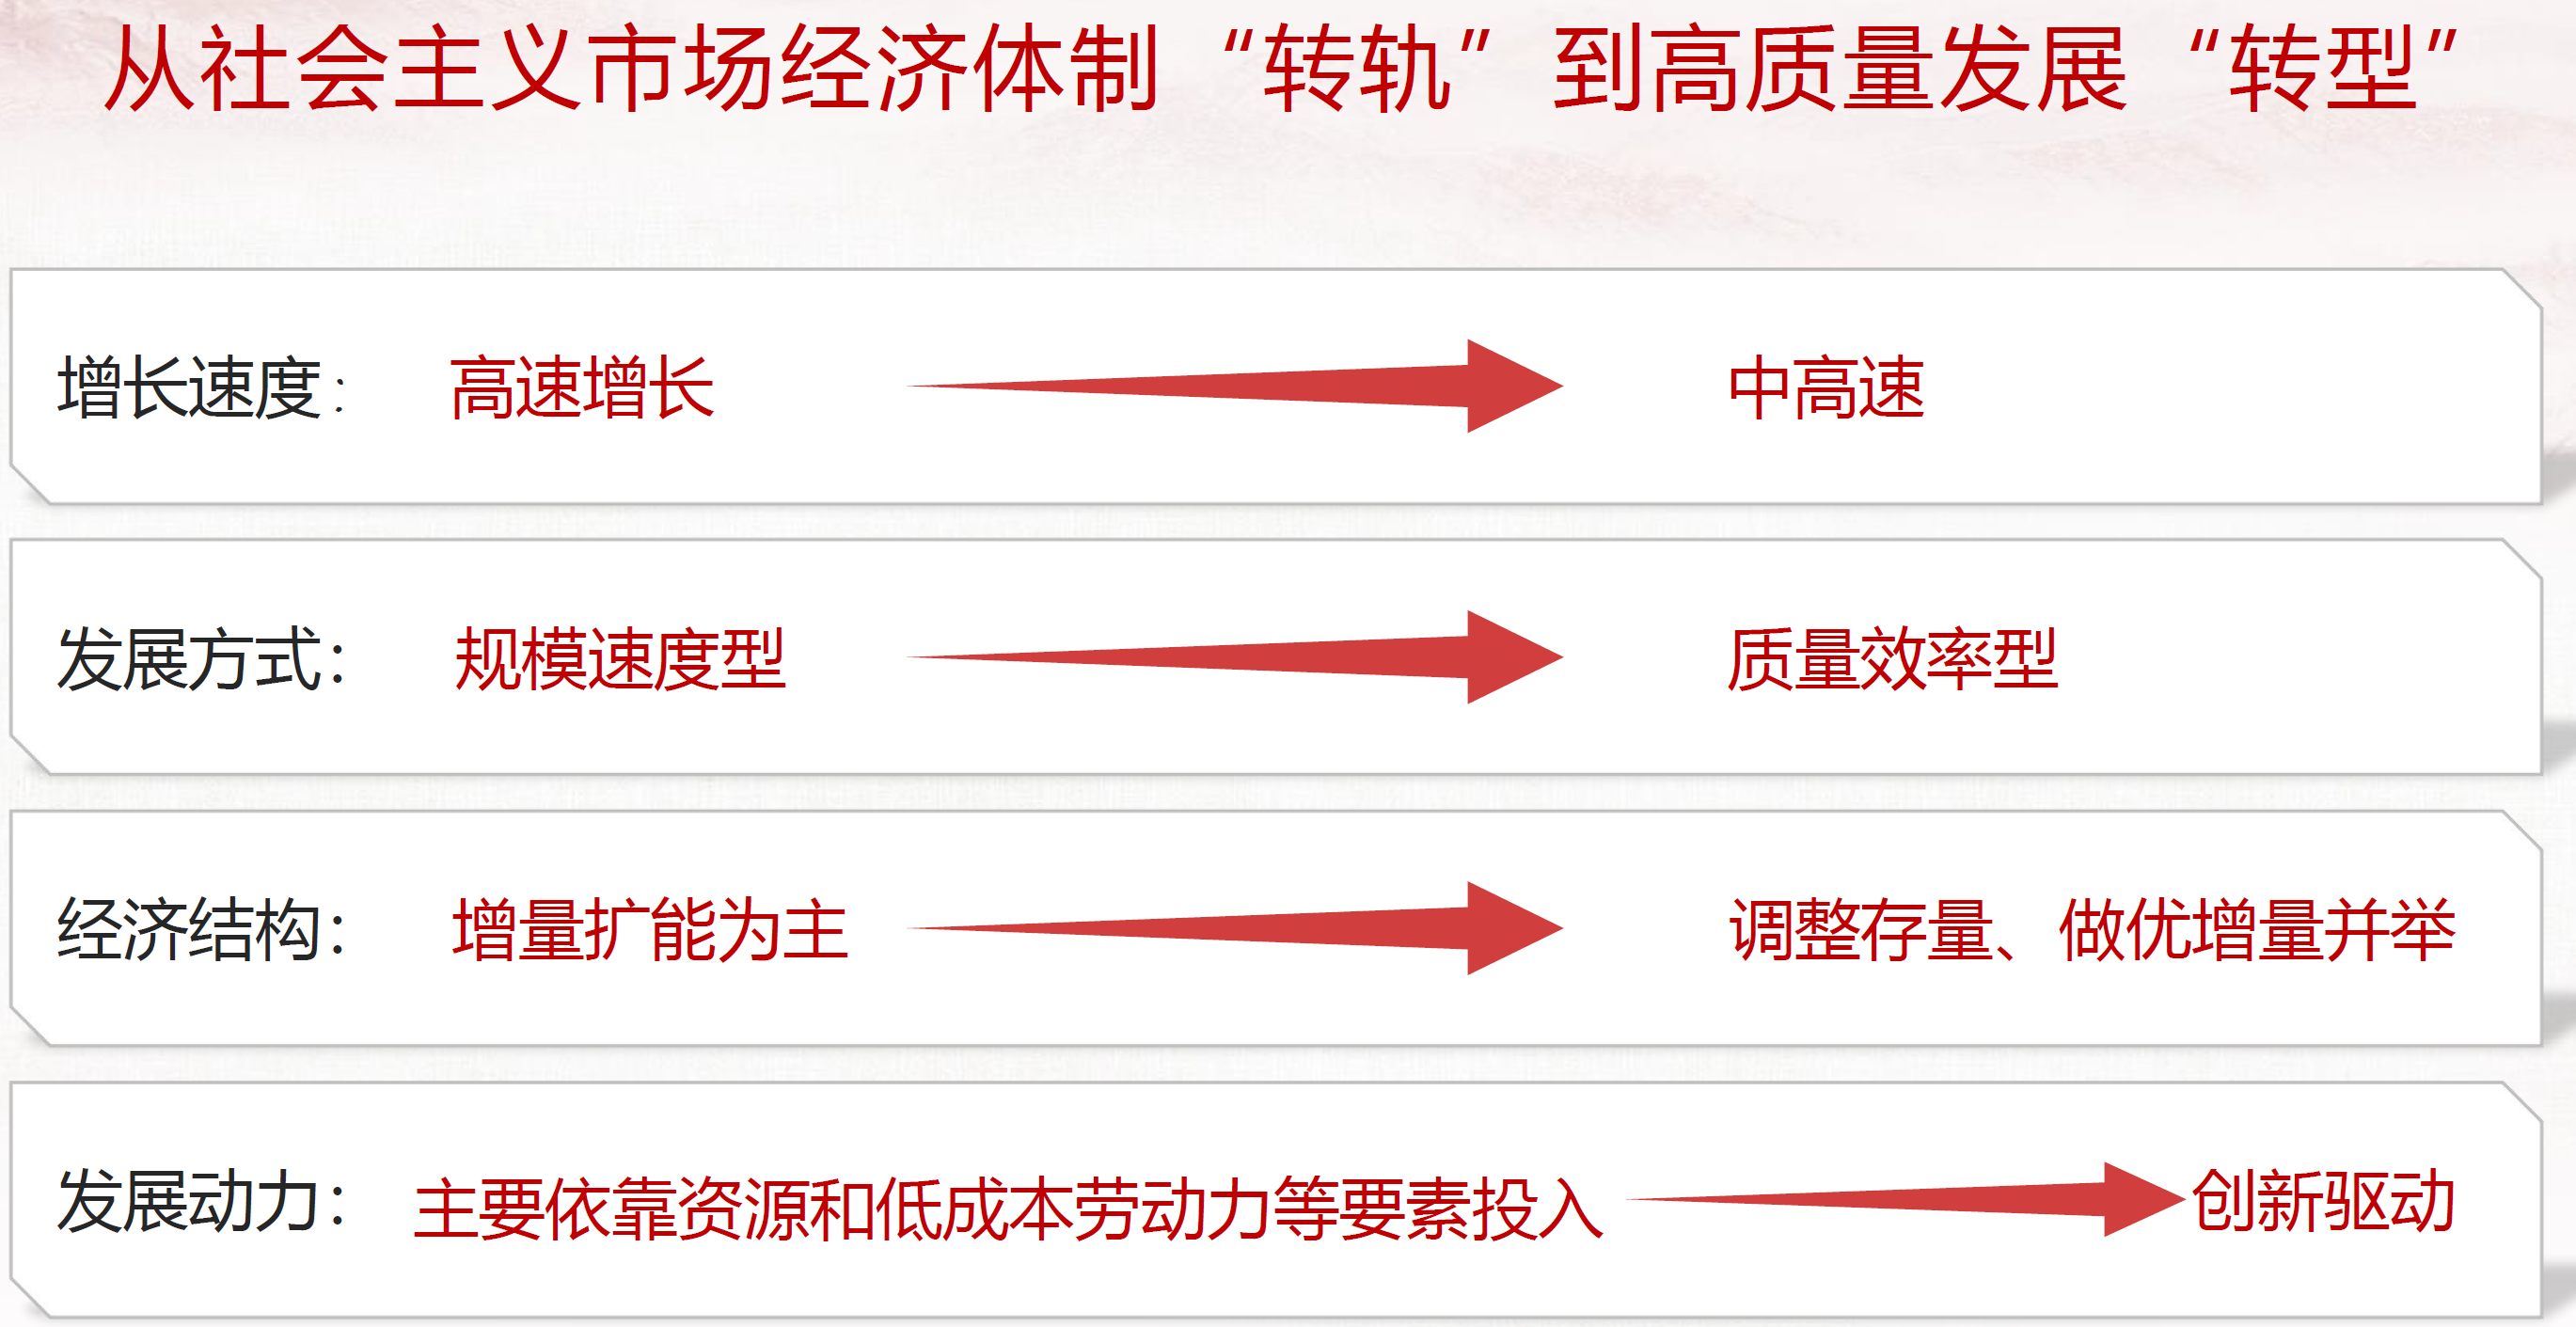 从社会主义市场经济体制“转轨”到高质量发展“转型”
增长速度： 高速增长 中高速
发展方式： 规模速度型 质量效率型
经济结构： 增量扩能为主 调整存量、做优增量并举
发展动力： 主要依靠资源和低成本劳动力等要素投入 创新驱动